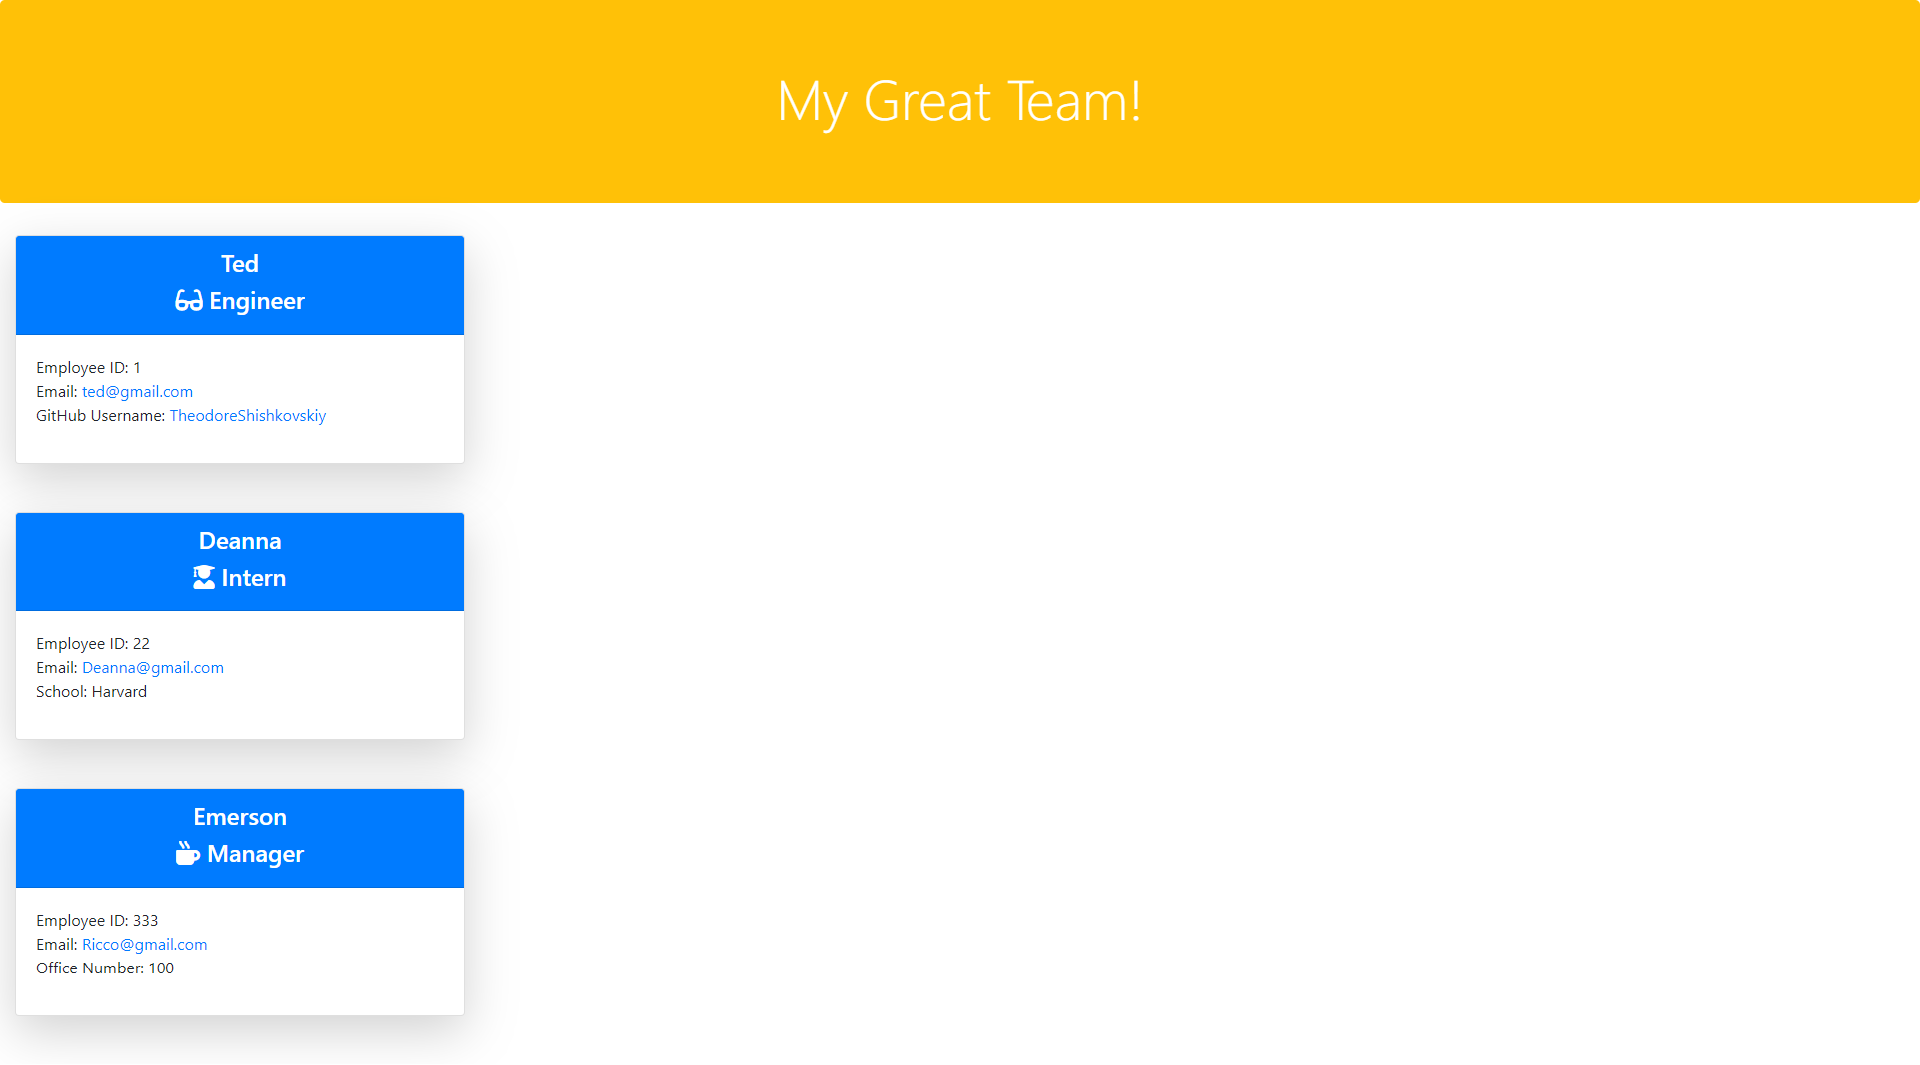 My Great Team!
Ted
Engineer
Employee ID: 1
Email: ted@gmail.com
GitHub Username: TheodoreShishkovskiy
Deanna
Intern
Employee ID: 22
Email: Deanna@gmail.com
School: Harvard
Emerson
Manager
Employee ID: 333
Email: Ricco@gmail.com
Office Number: 100